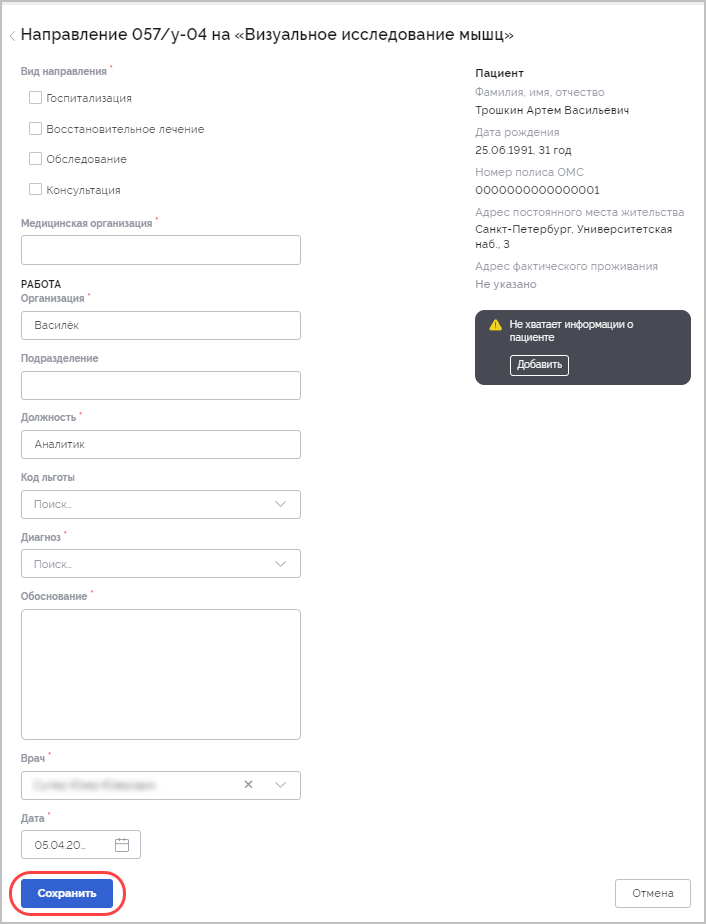 Направление 057/у-04 на «Визуальное исследование мышц»
Вид направления *
Госпитализация
Восстановительное лечение
Обследование
Консультация
Медицинская организация *
РАБОТА
Организация *
Василёк
Подразделение
Должность *
Аналитик
Код льготы
Поиск...
Диагноз *
Поиск...
Обоснование *
Врач *
Дата *
05.04.20...
Сохранить
Отмена
Пациент
Фамилия, имя, отчество
Трошкин Артем Васильевич
Дата рождения
25.06.1991, 31 год
Номер полиса ОМС
0000000000000001
Адрес постоянного места жительства
Санкт-Петербург, Университетская
наб., 3
Адрес фактического проживания
Не указано
Не хватает информации о
пациенте
Добавить